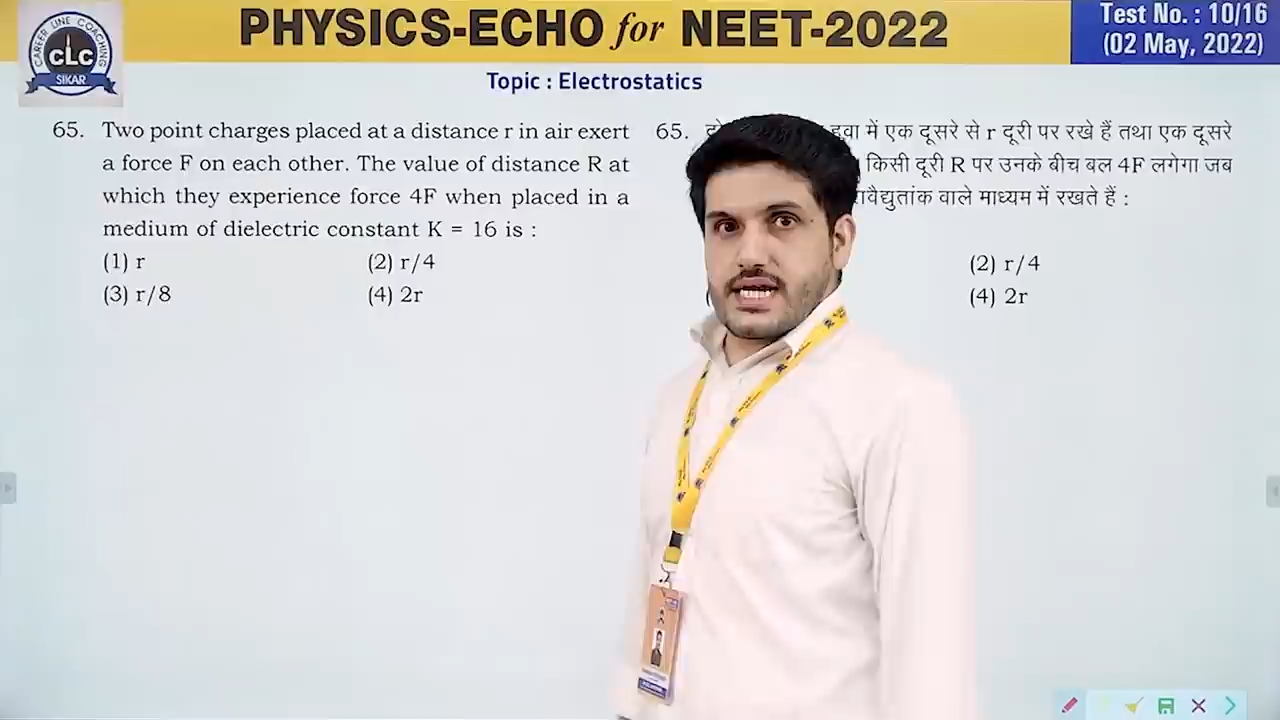 PHYSICS-ECHO for NEET-2022
Test No. : 10/16
(02 May, 2022)
CAREER LINE COACHING
CLC
SIKAR
Topic : Electrostatics
65. Two point charges placed at a distance r in air exert
a force F on each other. The value of distance R at
which they experience force 4F when placed in a
medium of dielectric constant K = 16 is :
(1) r (2) r/4
(3) r/8 (4) 2r
65. हवा में एक दूसरे से r दूरी पर रखे हैं तथा एक दूसरे
किसी दूरी R पर उनके बीच बल 4F लगेगा जब
वाले माध्यम में रखते हैं :
(2) r/4
(4) 2r